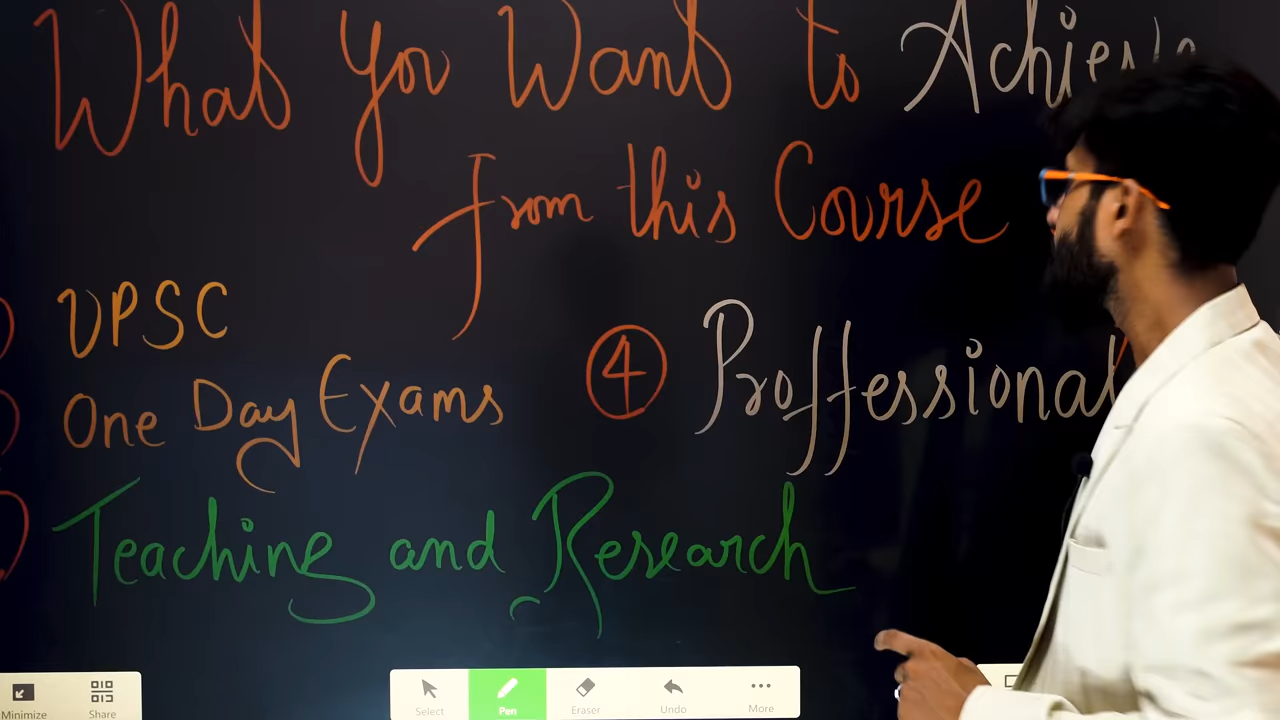 What You Want to Achieve
from this Course
UPSC
One Day Exams
④ Proffessional
Teaching and Research
Minimize
Share
Select
Pen
Eraser
Undo
More